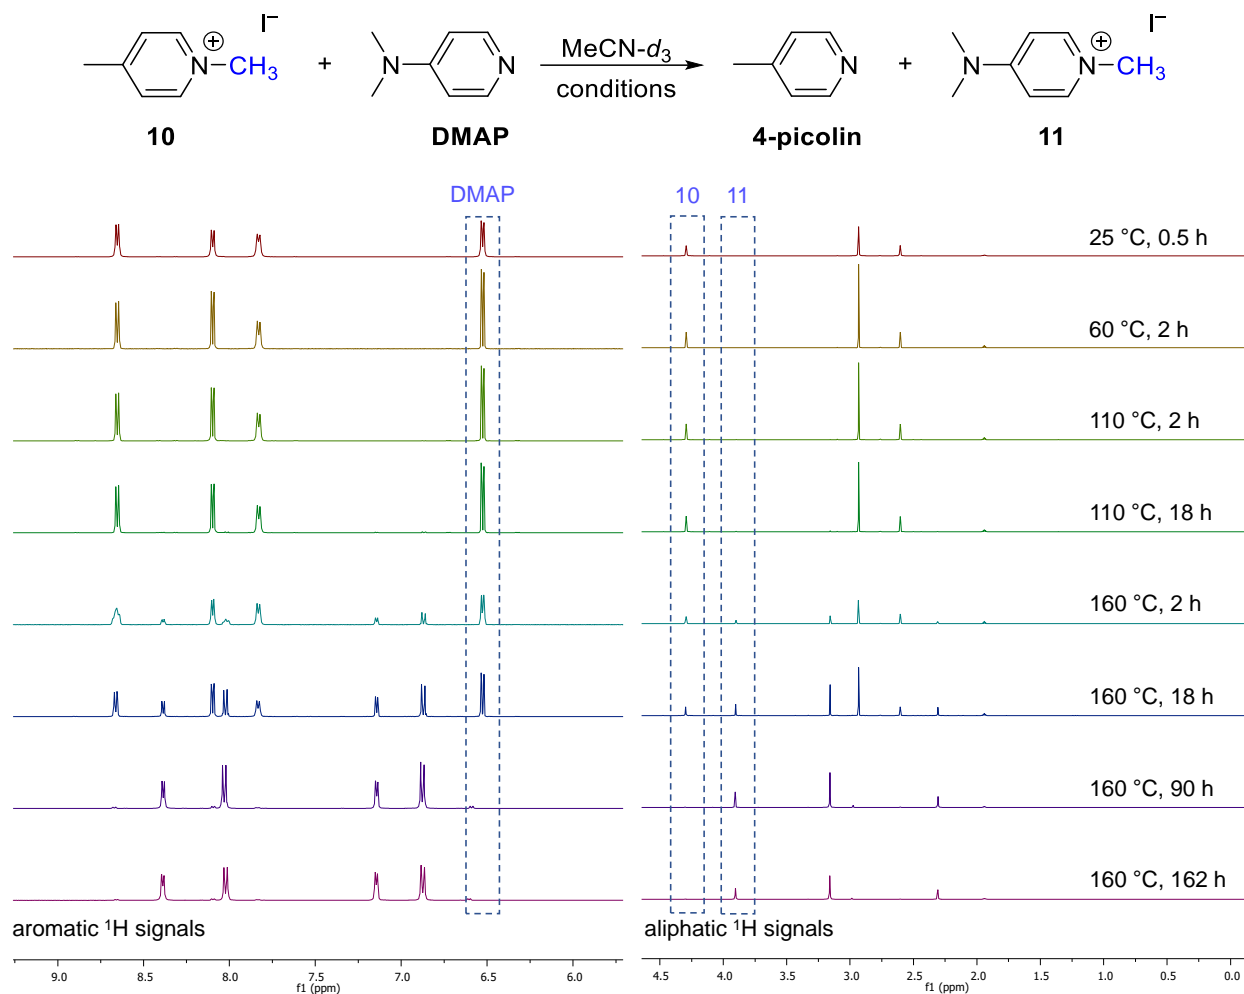 I–
I–
N
⊕
CH3
+
N
N
MeCN-d3
conditions
N
+
N
N
⊕
CH3
10
DMAP
4-picolin
11
DMAP
10
11
25 °C, 0.5 h
60 °C, 2 h
110 °C, 2 h
110 °C, 18 h
160 °C, 2 h
160 °C, 18 h
160 °C, 90 h
160 °C, 162 h
aromatic ¹H signals
aliphatic ¹H signals
9.0 8.5 8.0 7.5 7.0 6.5 6.0
f1 (ppm)
4.5 4.0 3.5 3.0 2.5 2.0 1.5 1.0 0.5 0.0
f1 (ppm)